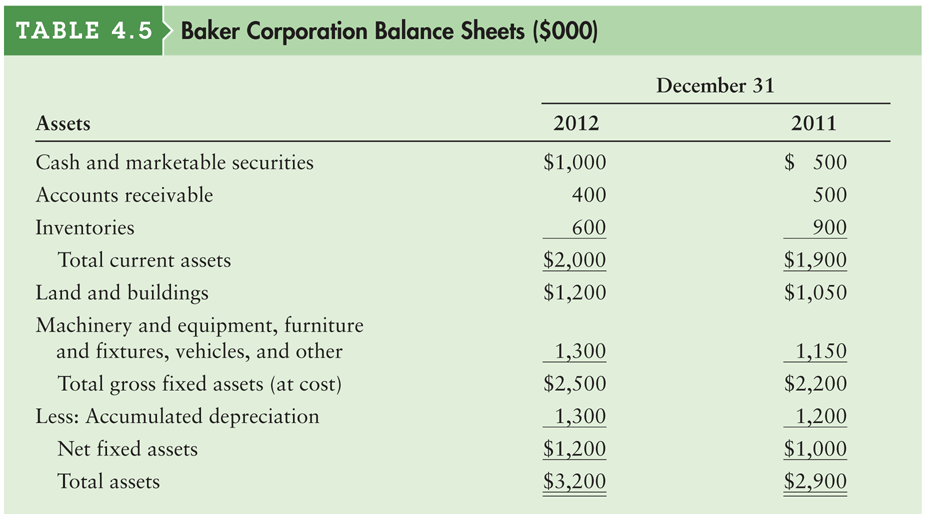 TABLE 4.5 Baker Corporation Balance Sheets ($000)
December 31
Assets 2012 2011
Cash and marketable securities $1,000 $ 500
Accounts receivable 400 500
Inventories 600 900
Total current assets $2,000 $1,900
Land and buildings $1,200 $1,050
Machinery and equipment, furniture
and fixtures, vehicles, and other 1,300 1,150
Total gross fixed assets (at cost) $2,500 $2,200
Less: Accumulated depreciation 1,300 1,200
Net fixed assets $1,200 $1,000
Total assets $3,200 $2,900